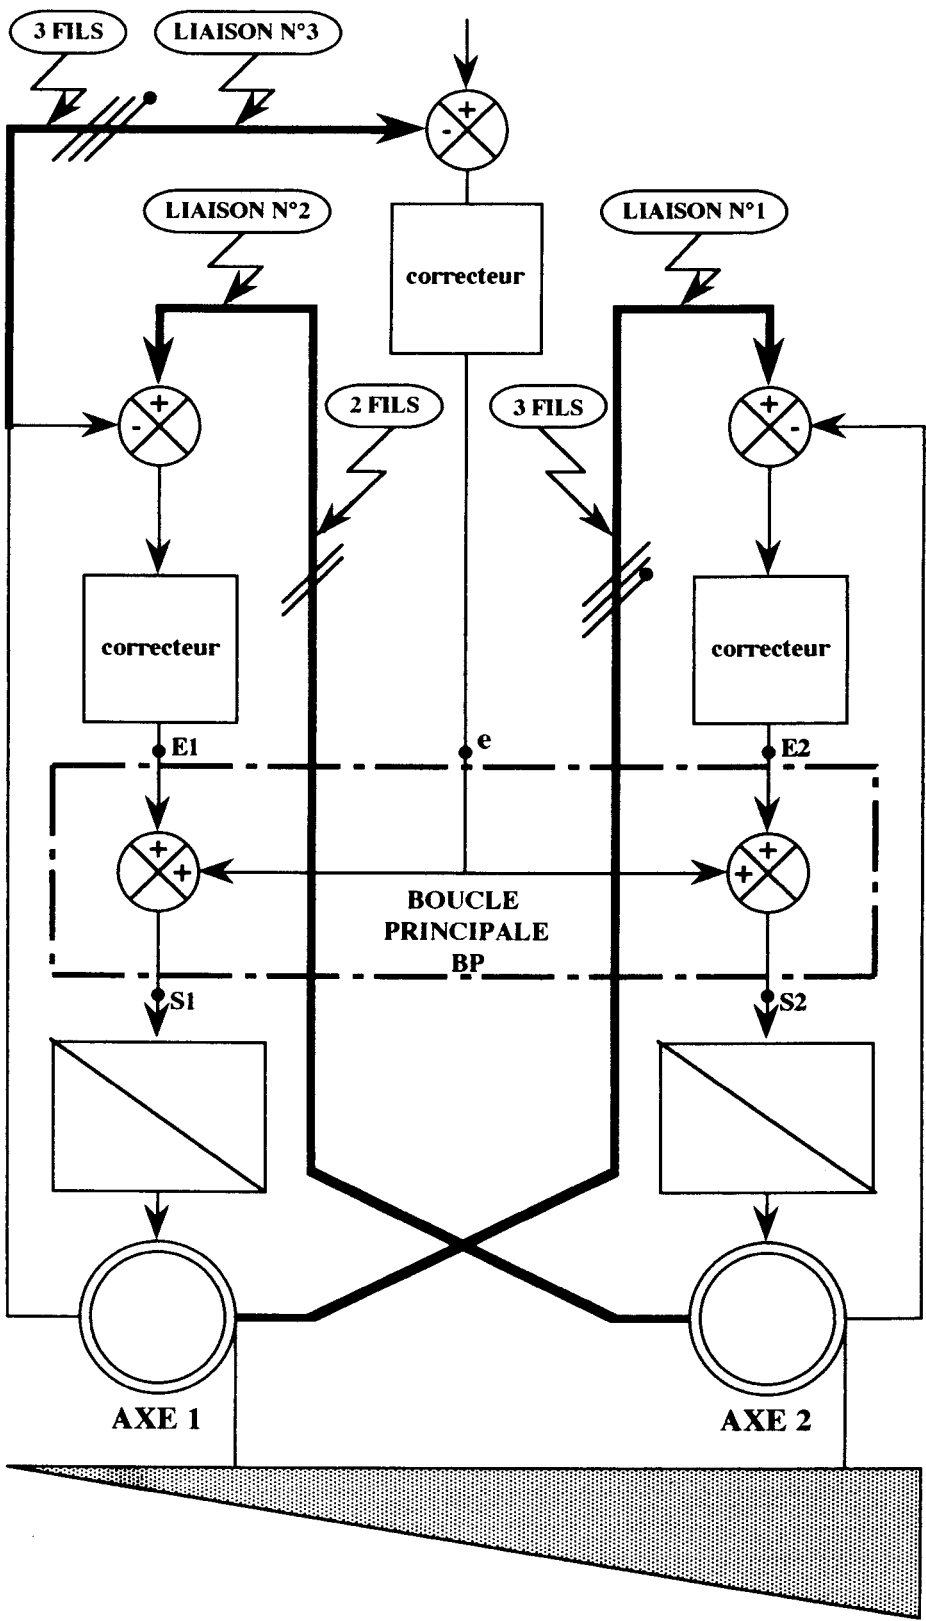 3 FILS
LIAISON N°3
+
-
LIAISON N°2
LIAISON N°1
correcteur
2 FILS
3 FILS
+
-
+
-
correcteur
correcteur
E1
e
E2
+
+
+
+
BOUCLE
PRINCIPALE
BP
S1
S2
AXE 1
AXE 2